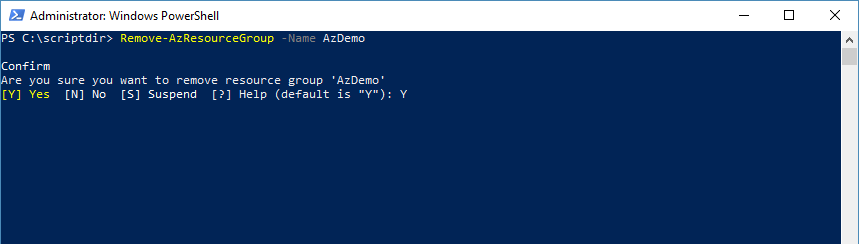 Administrator: Windows PowerShell
PS C:\scriptdir> Remove-AzResourceGroup -Name AzDemo
Confirm
Are you sure you want to remove resource group 'AzDemo'
[Y] Yes  [N] No  [S] Suspend  [?] Help (default is "Y"): Y